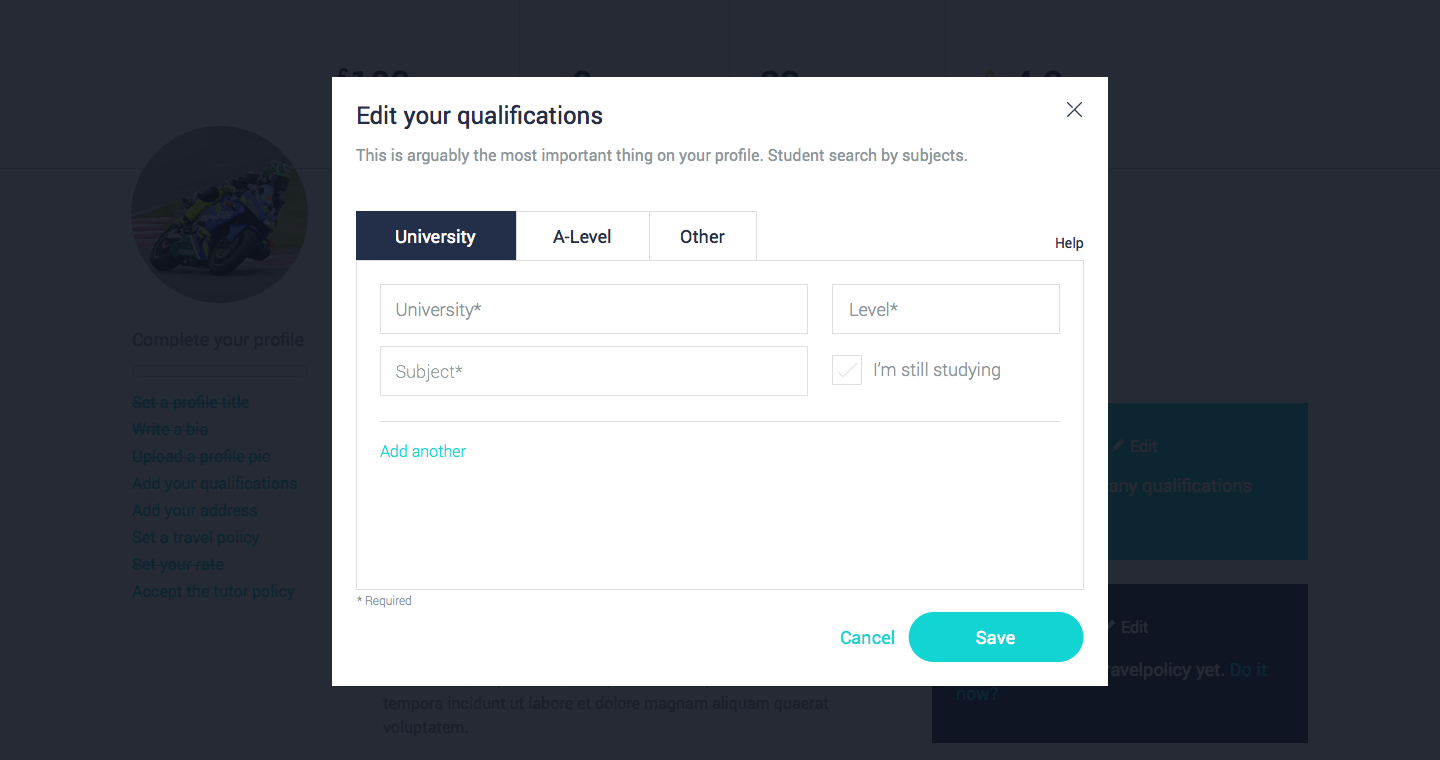 £100
Edit your qualifications
This is arguably the most important thing on your profile. Student search by subjects.
University
A-Level
Other
Help
University*
Level*
Subject*
I'm still studying
Add another
* Required
Cancel
Save
Complete your profile
Set a profile title
Write a bio
Upload a profile pic
Add your qualifications
Add your address
Set a travel policy
Set your rate
Accept the tutor policy
Edit
any qualifications
Edit
ravelpolicy yet. Do it
now?
tempora incidunt ut labore et dolore magnam aliquam quaerat
voluptatem.